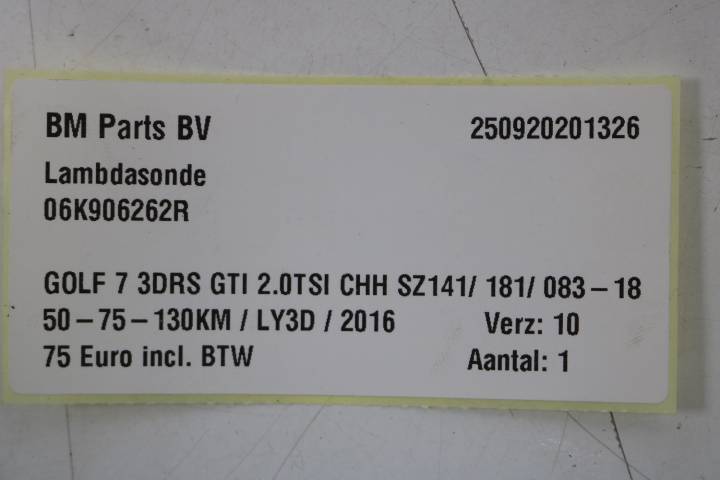 BM Parts BV 250920201326
Lambdasonde
06K906262R
GOLF 7 3DRS GTI 2.0TSI CHH SZ141/ 181/ 083-18
50-75-130KM / LY3D / 2016 Verz: 10
75 Euro incl. BTW Aantal: 1